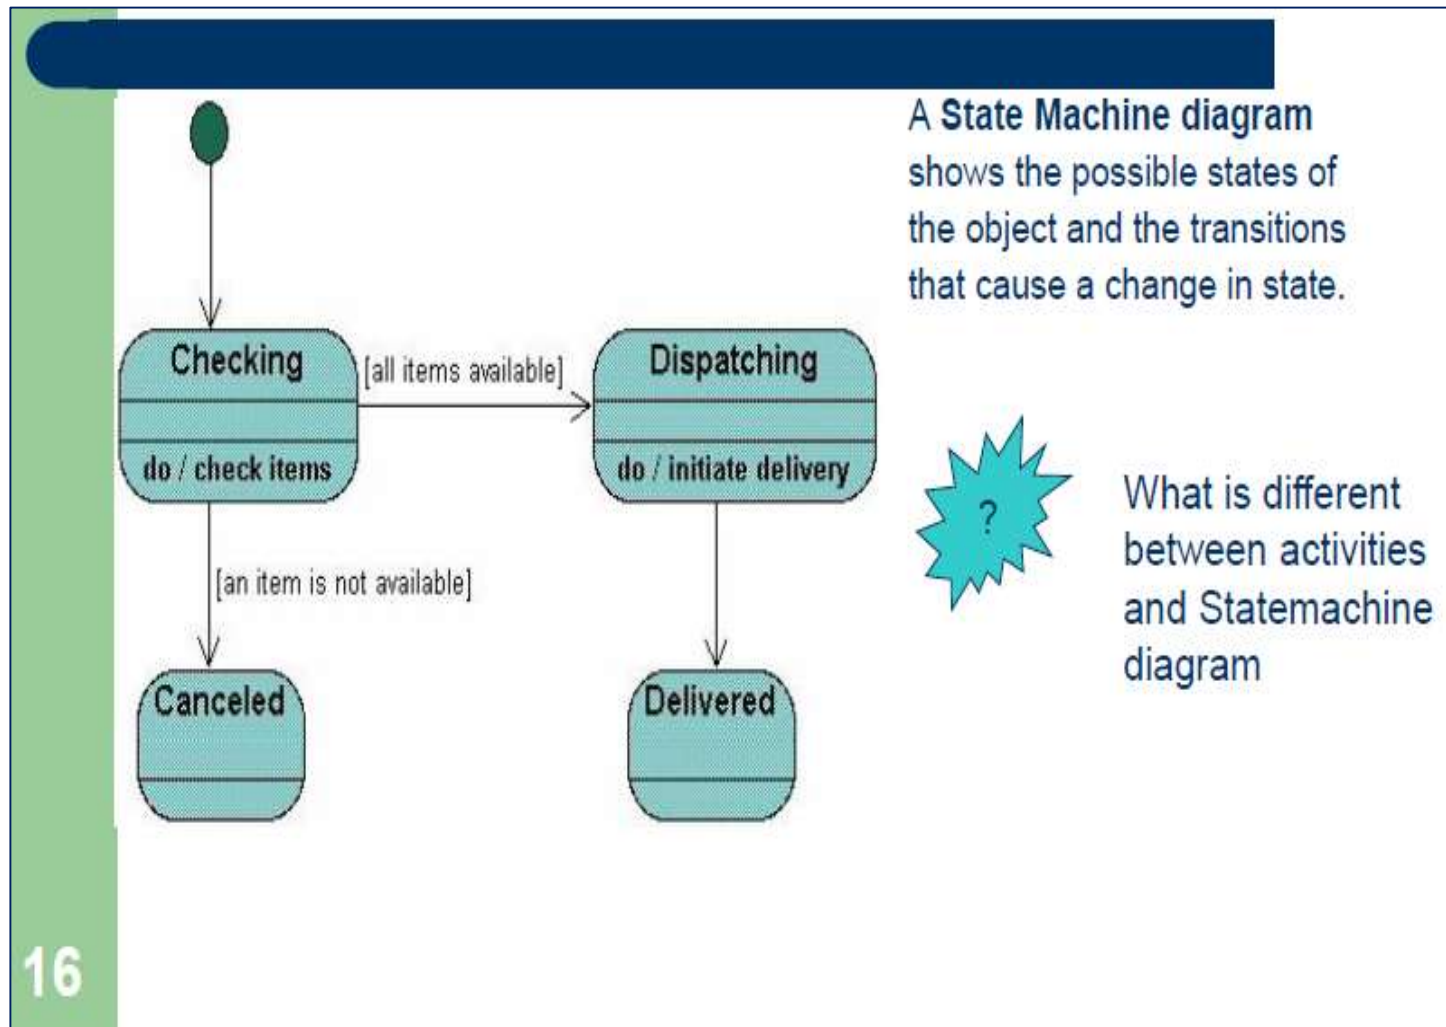 A State Machine diagram
shows the possible states of
the object and the transitions
that cause a change in state.
Checking
[all items available]
Dispatching
do / check items
do / initiate delivery
?
What is different
between activities
and Statemachine
diagram
[an item is not available]
Canceled
Delivered
16